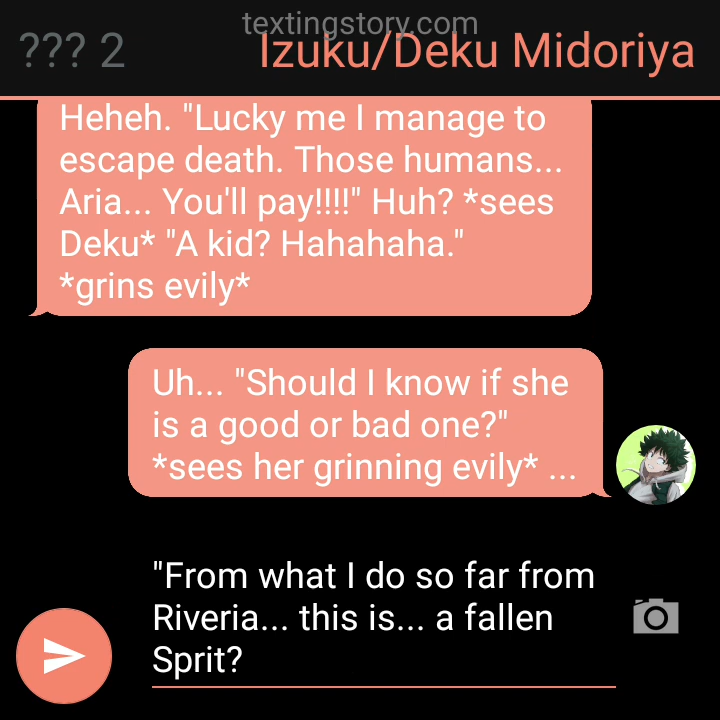 textingstory.com
??? 2
Izuku/Deku Midoriya
Heheh. "Lucky me I manage to
escape death. Those humans...
Aria... You'll pay!!!!" Huh? *sees
Deku* "A kid? Hahahaha."
*grins evily*
Uh... "Should I know if she
is a good or bad one?"
*sees her grinning evily* ...
"From what I do so far from
Riveria... this is... a fallen
Sprit?